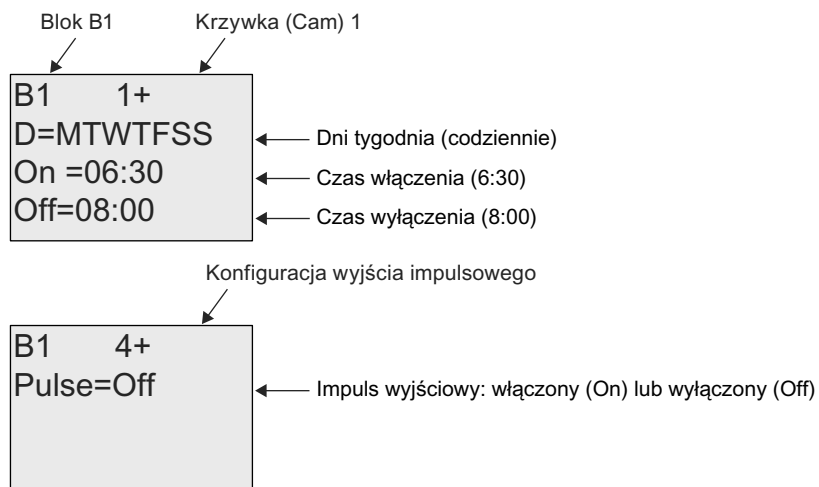 Blok B1 Krzywka (Cam) 1
B1 1+
D=MTWTFSS Dni tygodnia (codziennie)
On =06:30 Czas włączenia (6:30)
Off=08:00 Czas wyłączenia (8:00)
Konfiguracja wyjścia impulsowego
B1 4+
Pulse=Off Impuls wyjściowy: włączony (On) lub wyłączony (Off)